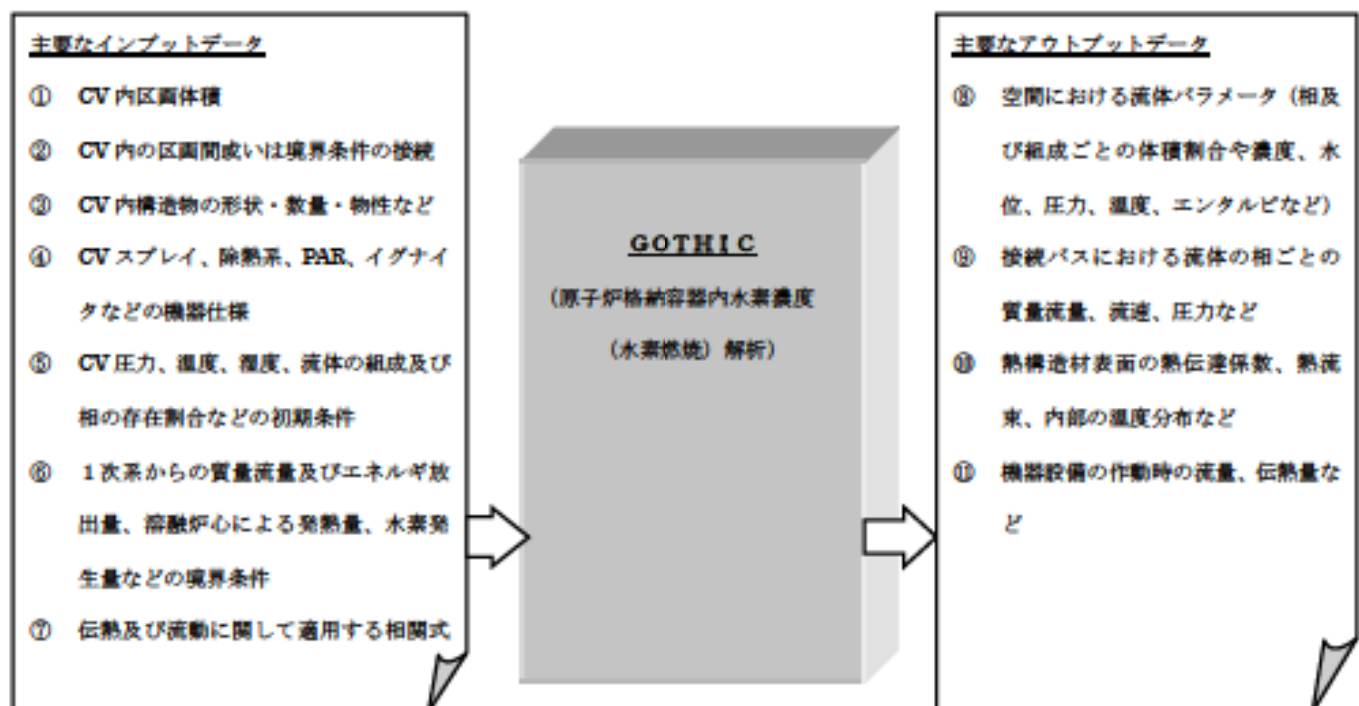 主要なインプットデータ
① CV 内区画体積
② CV 内の区画間或いは境界条件の接続
③ CV 内構造物の形状・数量・物性など
④ CV スプレイ、除熱系、PAR、イグナイ
タなどの機器仕様
⑤ CV 圧力、温度、湿度、流体の組成及び
相の存在割合などの初期条件
⑥ 1次系からの質量流量及びエネルギ放
出量、溶融炉心による発熱量、水素発
生量などの境界条件
⑦ 伝熱及び流動に関して適用する相関式
GOTHIC
(原子炉格納容器内水素濃度
(水素燃焼)解析)
主要なアウトプットデータ
⑧ 空間における流体パラメータ(相及
び組成ごとの体積割合や濃度、水
位、圧力、温度、エンタルピなど)
⑨ 接続パスにおける流体の相ごとの
質量流量、流速、圧力など
⑩ 熱構造材表面の熱伝達係数、熱流
束、内部の温度分布など
⑪ 機器設備の作動時の流量、伝熱量な
ど